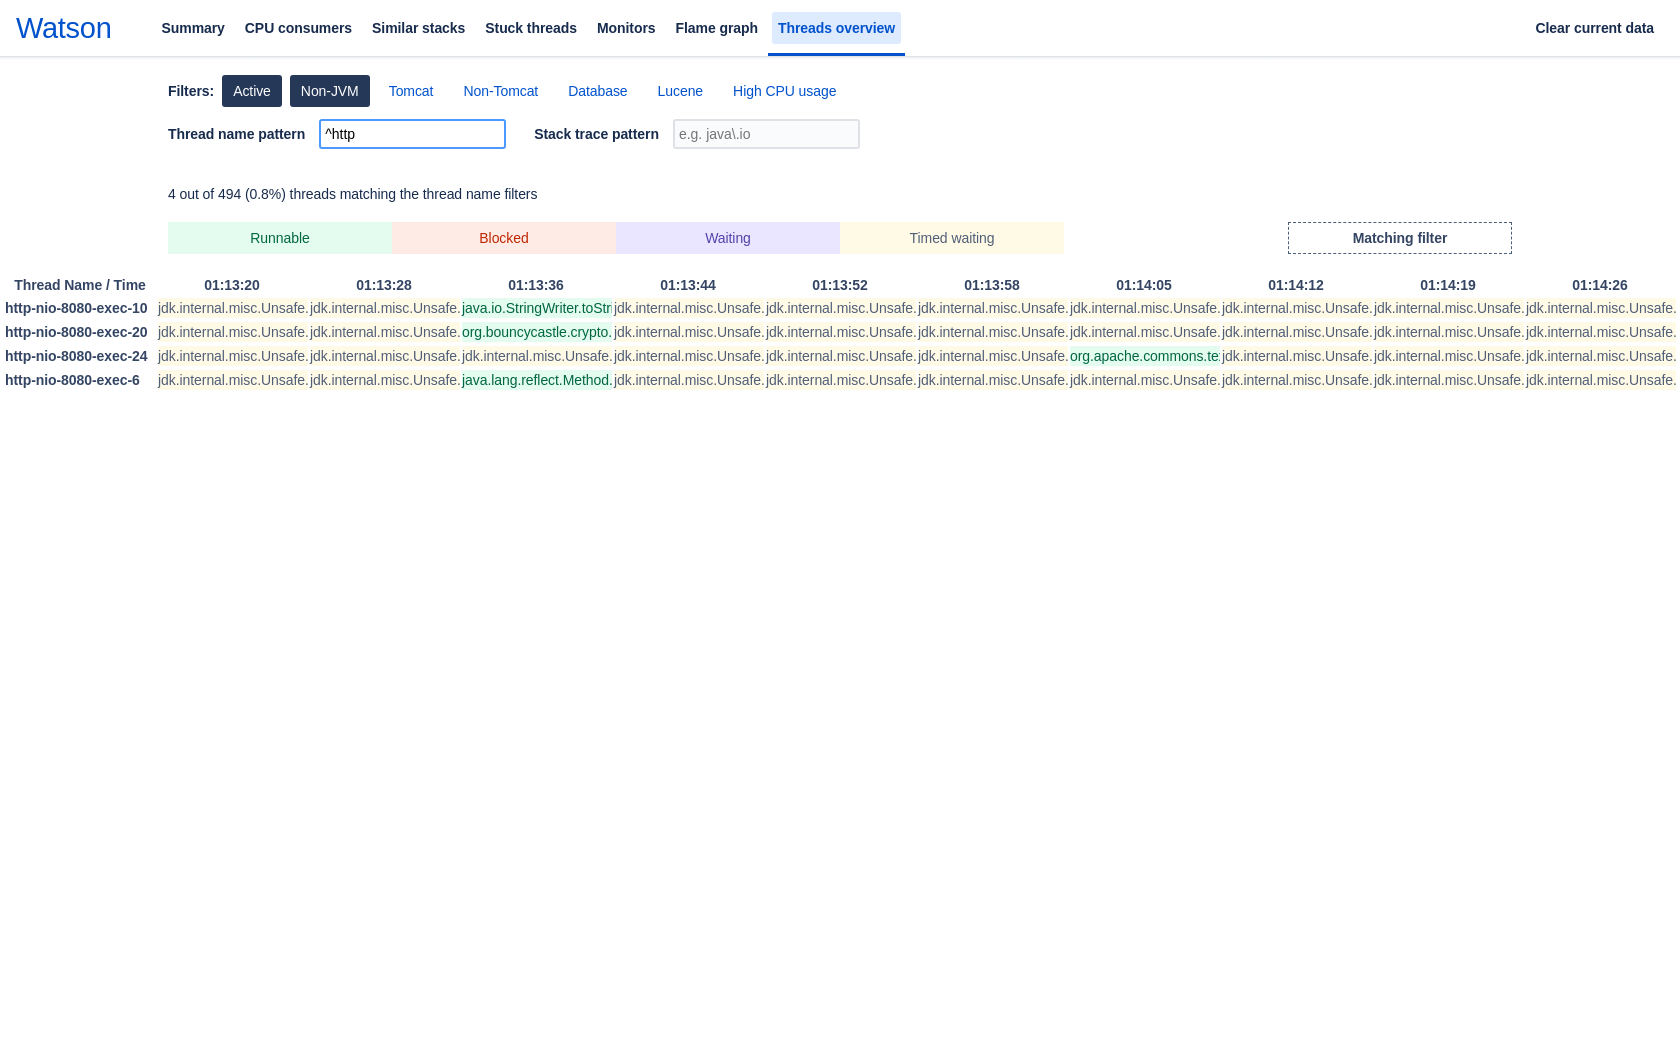 Watson Summary CPU consumers Similar stacks Stuck threads Monitors Flame graph Threads overview Clear current data
Filters: Active Non-JVM Tomcat Non-Tomcat Database Lucene High CPU usage
Thread name pattern ^http Stack trace pattern e.g. java\.io
4 out of 494 (0.8%) threads matching the thread name filters
Runnable Blocked Waiting Timed waiting Matching filter
Thread Name / Time 01:13:20 01:13:28 01:13:36 01:13:44 01:13:52 01:13:58 01:14:05 01:14:12 01:14:19 01:14:26
http-nio-8080-exec-10 jdk.internal.misc.Unsafe. jdk.internal.misc.Unsafe. java.io.StringWriter.toStr jdk.internal.misc.Unsafe. jdk.internal.misc.Unsafe. jdk.internal.misc.Unsafe. jdk.internal.misc.Unsafe. jdk.internal.misc.Unsafe. jdk.internal.misc.Unsafe. jdk.internal.misc.Unsafe.
http-nio-8080-exec-20 jdk.internal.misc.Unsafe. jdk.internal.misc.Unsafe. org.bouncycastle.crypto. jdk.internal.misc.Unsafe. jdk.internal.misc.Unsafe. jdk.internal.misc.Unsafe. jdk.internal.misc.Unsafe. jdk.internal.misc.Unsafe. jdk.internal.misc.Unsafe. jdk.internal.misc.Unsafe.
http-nio-8080-exec-24 jdk.internal.misc.Unsafe. jdk.internal.misc.Unsafe. jdk.internal.misc.Unsafe. jdk.internal.misc.Unsafe. jdk.internal.misc.Unsafe. jdk.internal.misc.Unsafe. org.apache.commons.te jdk.internal.misc.Unsafe. jdk.internal.misc.Unsafe. jdk.internal.misc.Unsafe.
http-nio-8080-exec-6 jdk.internal.misc.Unsafe. jdk.internal.misc.Unsafe. java.lang.reflect.Method. jdk.internal.misc.Unsafe. jdk.internal.misc.Unsafe. jdk.internal.misc.Unsafe. jdk.internal.misc.Unsafe. jdk.internal.misc.Unsafe. jdk.internal.misc.Unsafe. jdk.internal.misc.Unsafe.